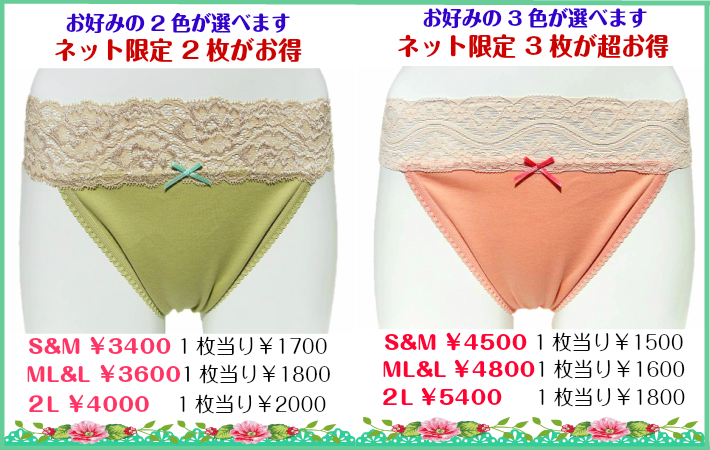 お好みの2色が選べます
ネット限定 2枚がお得
S&M ￥3400 1枚当り￥1700
ML&L ￥3600 1枚当り￥1800
2L ￥4000 1枚当り￥2000
お好みの3色が選べます
ネット限定 3枚が超お得
S&M ￥4500 1枚当り￥1500
ML&L ￥4800 1枚当り￥1600
2L ￥5400 1枚当り￥1800